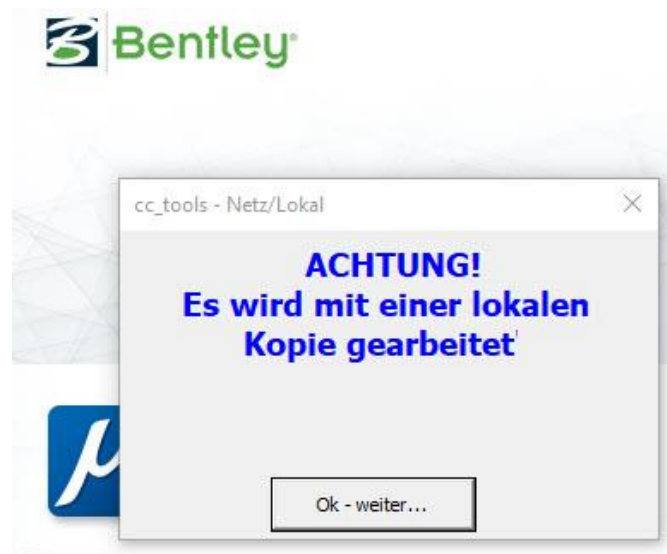 Bentley®
cc_tools - Netz/Lokal
ACHTUNG!
Es wird mit einer lokalen
Kopie gearbeitet
µ
Ok - weiter...